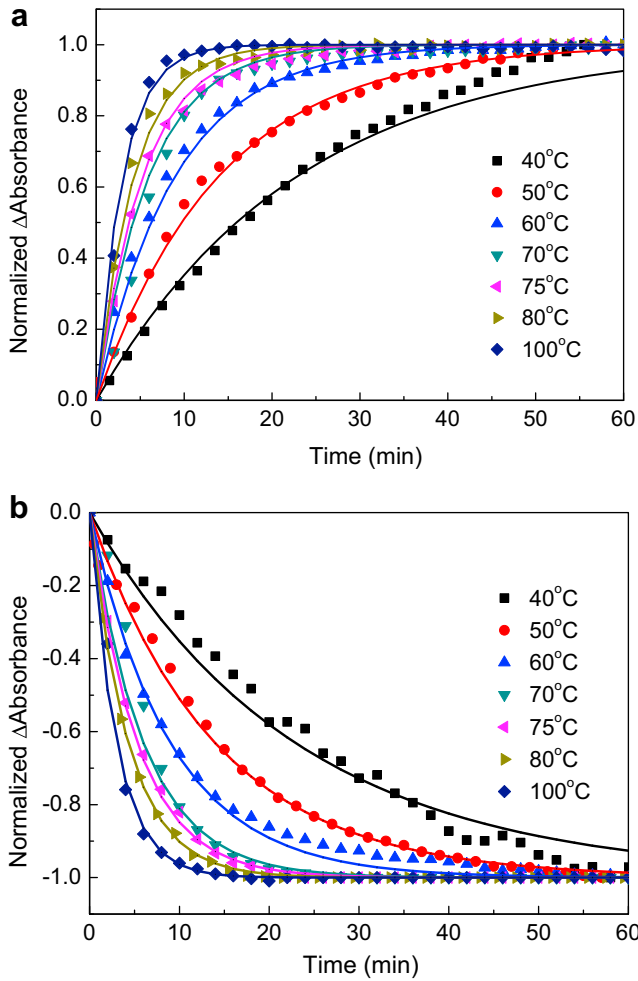 a
Normalized ΔAbsorbance
1.0
0.8
0.6
0.4
0.2
0.0
40°C
50°C
60°C
70°C
75°C
80°C
100°C
0 10 20 30 40 50 60
Time (min)
b
Normalized ΔAbsorbance
0.0
-0.2
-0.4
-0.6
-0.8
-1.0
40°C
50°C
60°C
70°C
75°C
80°C
100°C
0 10 20 30 40 50 60
Time (min)